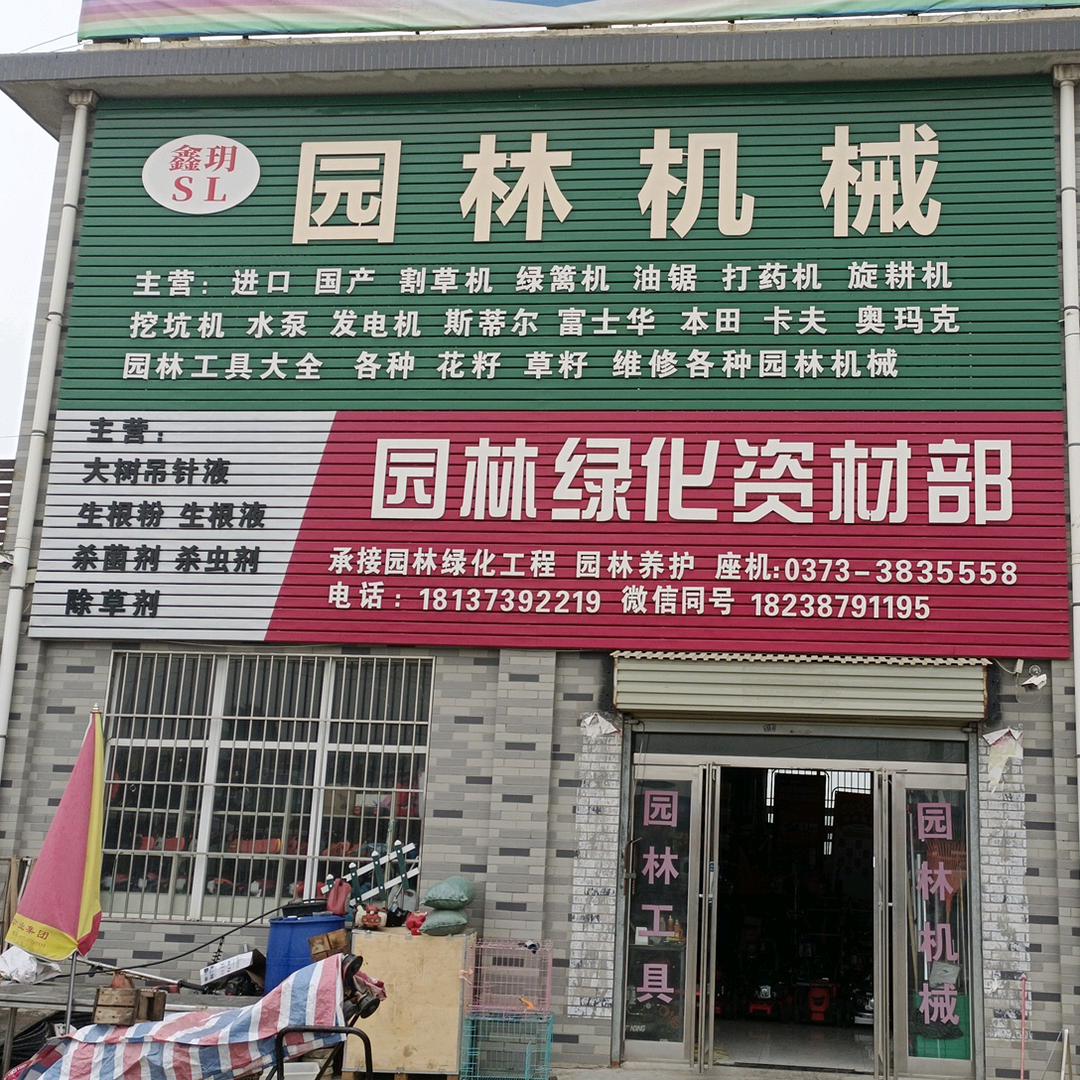 鑫玥
SL
园林机械
主营：进口 国产 割草机 绿篱机 油锯 打药机 旋耕机
挖坑机 水泵 发电机 斯蒂尔 富士华 本田 卡夫 奥玛克
园林工具大全 各种 花籽 草籽 维修各种园林机械
主营：
大树吊针液
生根粉 生根液
杀菌剂 杀虫剂
除草剂
园林绿化资材部
承接园林绿化工程 园林养护 座机:0373-3835558
电话：18137392219 微信同号 18238791195
园林工具
园林机械